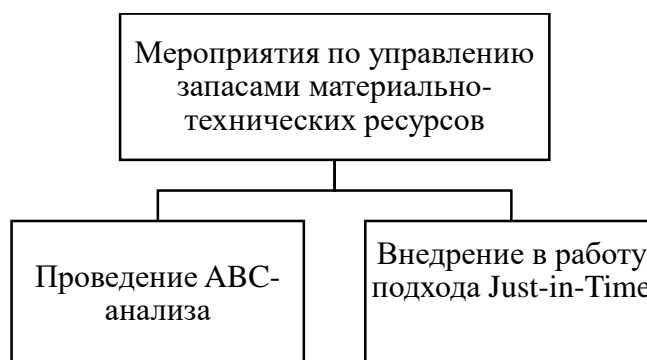 Мероприятия по управлению
запасами материально-
технических ресурсов
Проведение ABC-
анализа
Внедрение в работу
подхода Just-in-Time